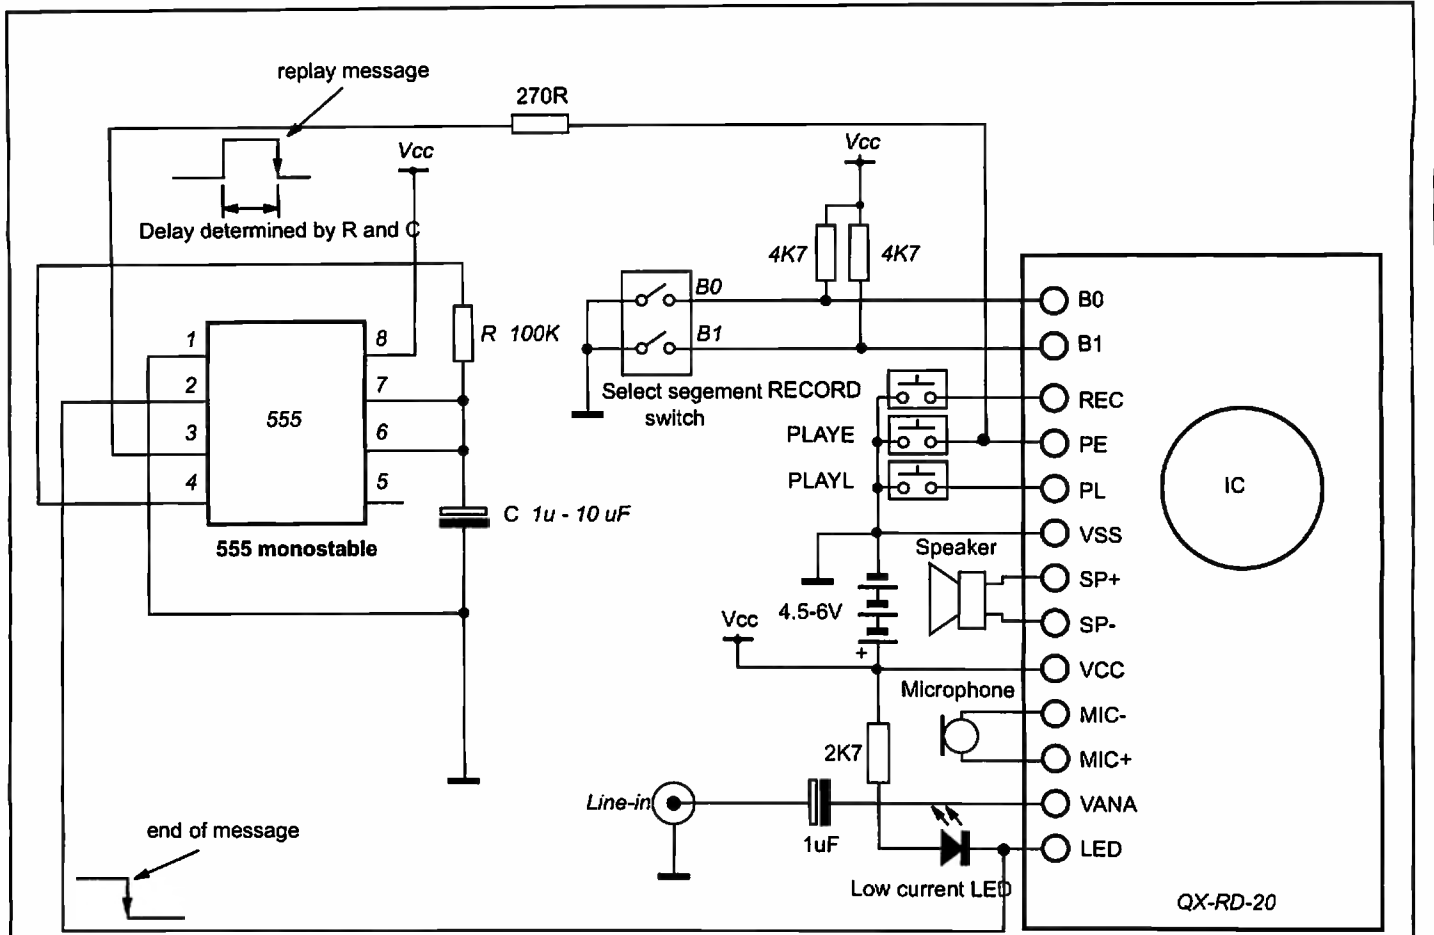 replay message
270R
Vcc
Vcc
Delay determined by R and C
4K7
4K7
B0
B0
B1
B1
R 100K
1
8
2
7
3
6
4
5
555
Select segement
switch
RECORD
REC
PLAYE
PE
PLAYL
PL
IC
C 1u - 10 uF
555 monostable
VSS
Speaker
SP+
4.5-6V
SP-
Vcc
+
VCC
Microphone
MIC-
2K7
MIC+
Line-in
VANA
1uF
end of message
LED
Low current LED
QX-RD-20